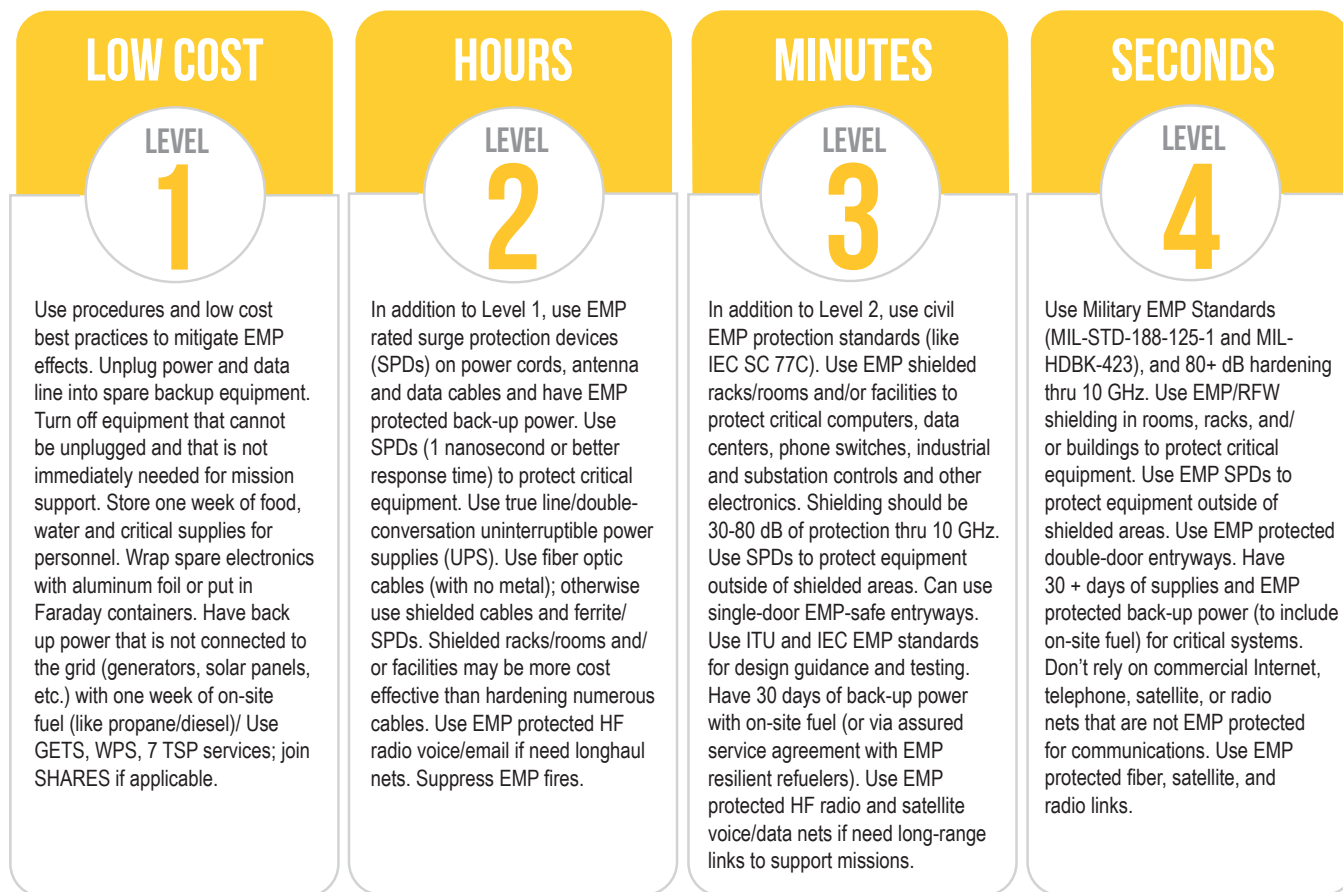 LOW COST
LEVEL
1
Use procedures and low cost
best practices to mitigate EMP
effects. Unplug power and data
line into spare backup equipment.
Turn off equipment that cannot
be unplugged and that is not
immediately needed for mission
support. Store one week of food,
water and critical supplies for
personnel. Wrap spare electronics
with aluminum foil or put in
Faraday containers. Have back
up power that is not connected to
the grid (generators, solar panels,
etc.) with one week of on-site
fuel (like propane/diesel)/ Use
GETS, WPS, 7 TSP services; join
SHARES if applicable.
HOURS
LEVEL
2
In addition to Level 1, use EMP
rated surge protection devices
(SPDs) on power cords, antenna
and data cables and have EMP
protected back-up power. Use
SPDs (1 nanosecond or better
response time) to protect critical
equipment. Use true line/double-
conversation uninterruptible power
supplies (UPS). Use fiber optic
cables (with no metal); otherwise
use shielded cables and ferrite/
SPDs. Shielded racks/rooms and/
or facilities may be more cost
effective than hardening numerous
cables. Use EMP protected HF
radio voice/email if need longhaul
nets. Suppress EMP fires.
MINUTES
LEVEL
3
In addition to Level 2, use civil
EMP protection standards (like
IEC SC 77C). Use EMP shielded
racks/rooms and/or facilities to
protect critical computers, data
centers, phone switches, industrial
and substation controls and other
electronics. Shielding should be
30-80 dB of protection thru 10 GHz.
Use SPDs to protect equipment
outside of shielded areas. Can use
single-door EMP-safe entryways.
Use ITU and IEC EMP standards
for design guidance and testing.
Have 30 days of back-up power
with on-site fuel (or via assured
service agreement with EMP
resilient refuelers). Use EMP
protected HF radio and satellite
voice/data nets if need long-range
links to support missions.
SECONDS
LEVEL
4
Use Military EMP Standards
(MIL-STD-188-125-1 and MIL-
HDBK-423), and 80+ dB hardening
thru 10 GHz. Use EMP/RFW
shielding in rooms, racks, and/
or buildings to protect critical
equipment. Use EMP SPDs to
protect equipment outside of
shielded areas. Use EMP protected
double-door entryways. Have
30 + days of supplies and EMP
protected back-up power (to include
on-site fuel) for critical systems.
Don't rely on commercial Internet,
telephone, satellite, or radio
nets that are not EMP protected
for communications. Use EMP
protected fiber, satellite, and
radio links.